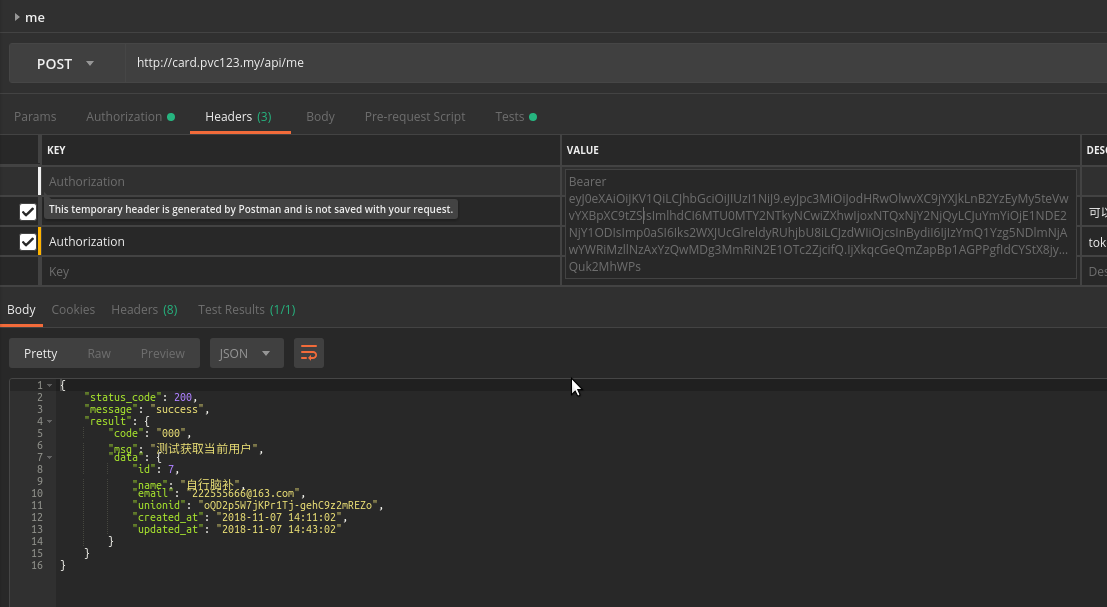 me
POST
http://card.pvc123.my/api/me
Params Authorization Headers (3) Body Pre-request Script Tests
KEY VALUE DESC
Authorization
Bearer
This temporary header is generated by Postman and is not saved with your request.
可以
Authorization
tok
Key
Des
Quk2MhWPs
Body Cookies Headers (8) Test Results (1/1)
Pretty Raw Preview JSON
1 {
2 "status_code": 200,
3 "message": "success",
4 "result": {
5 "code": "000",
6 "msg": "测试获取当前用户",
7 "data": {
8 "id": 7,
9 "name": "自行脑补",
10 "email": "222555666@163.com",
11 "unionid": "oQD2p5W7jKPr1Tj-gehC9z2mREZo",
12 "created_at": "2018-11-07 14:11:02",
13 "updated_at": "2018-11-07 14:43:02"
14 }
15 }
16 }